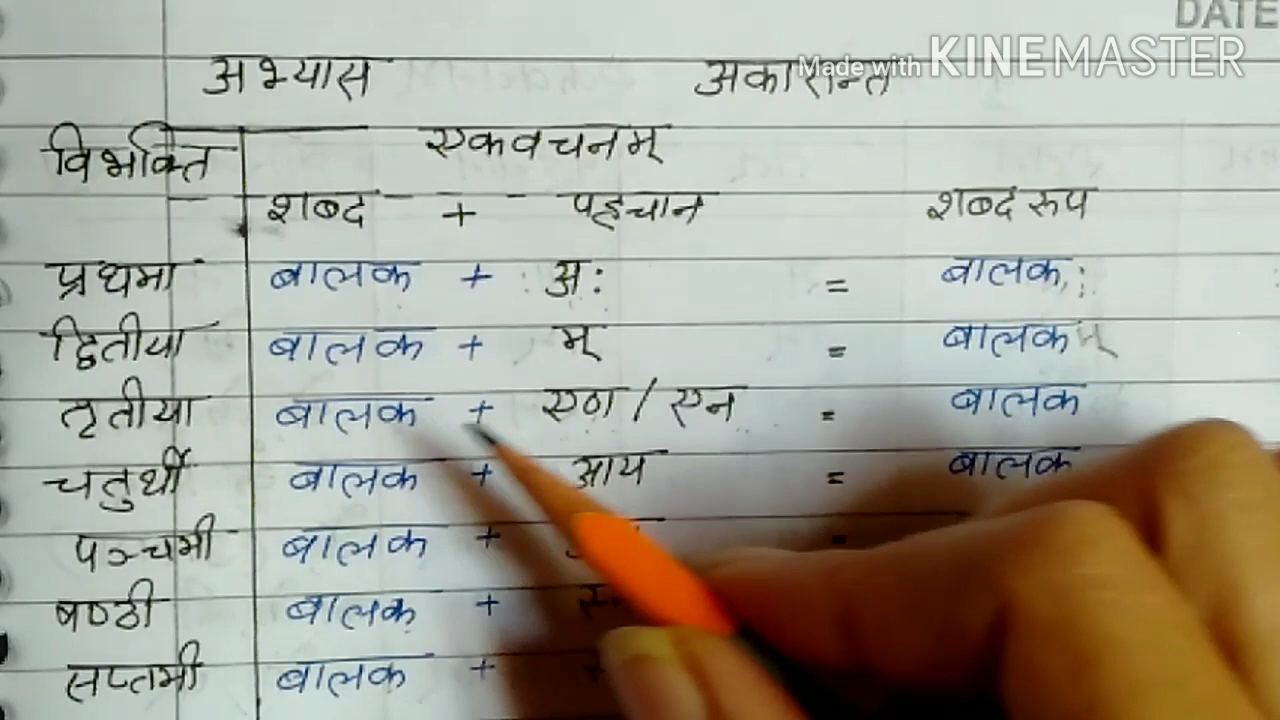 DATE
Made with KINEMASTER
अभ्यास अकारान्त
विभक्ति एकवचनम्
शब्द + पहचान शब्द रुप
प्रथमा बालक + अः = बालकः
द्वितीया बालक + म् = बालकम्
तृतीया बालक + एण / एन = बालक
चतुर्थी बालक + आय = बालक
पञ्चमी बालक +
षष्ठी बालक +
सप्तमी बालक +